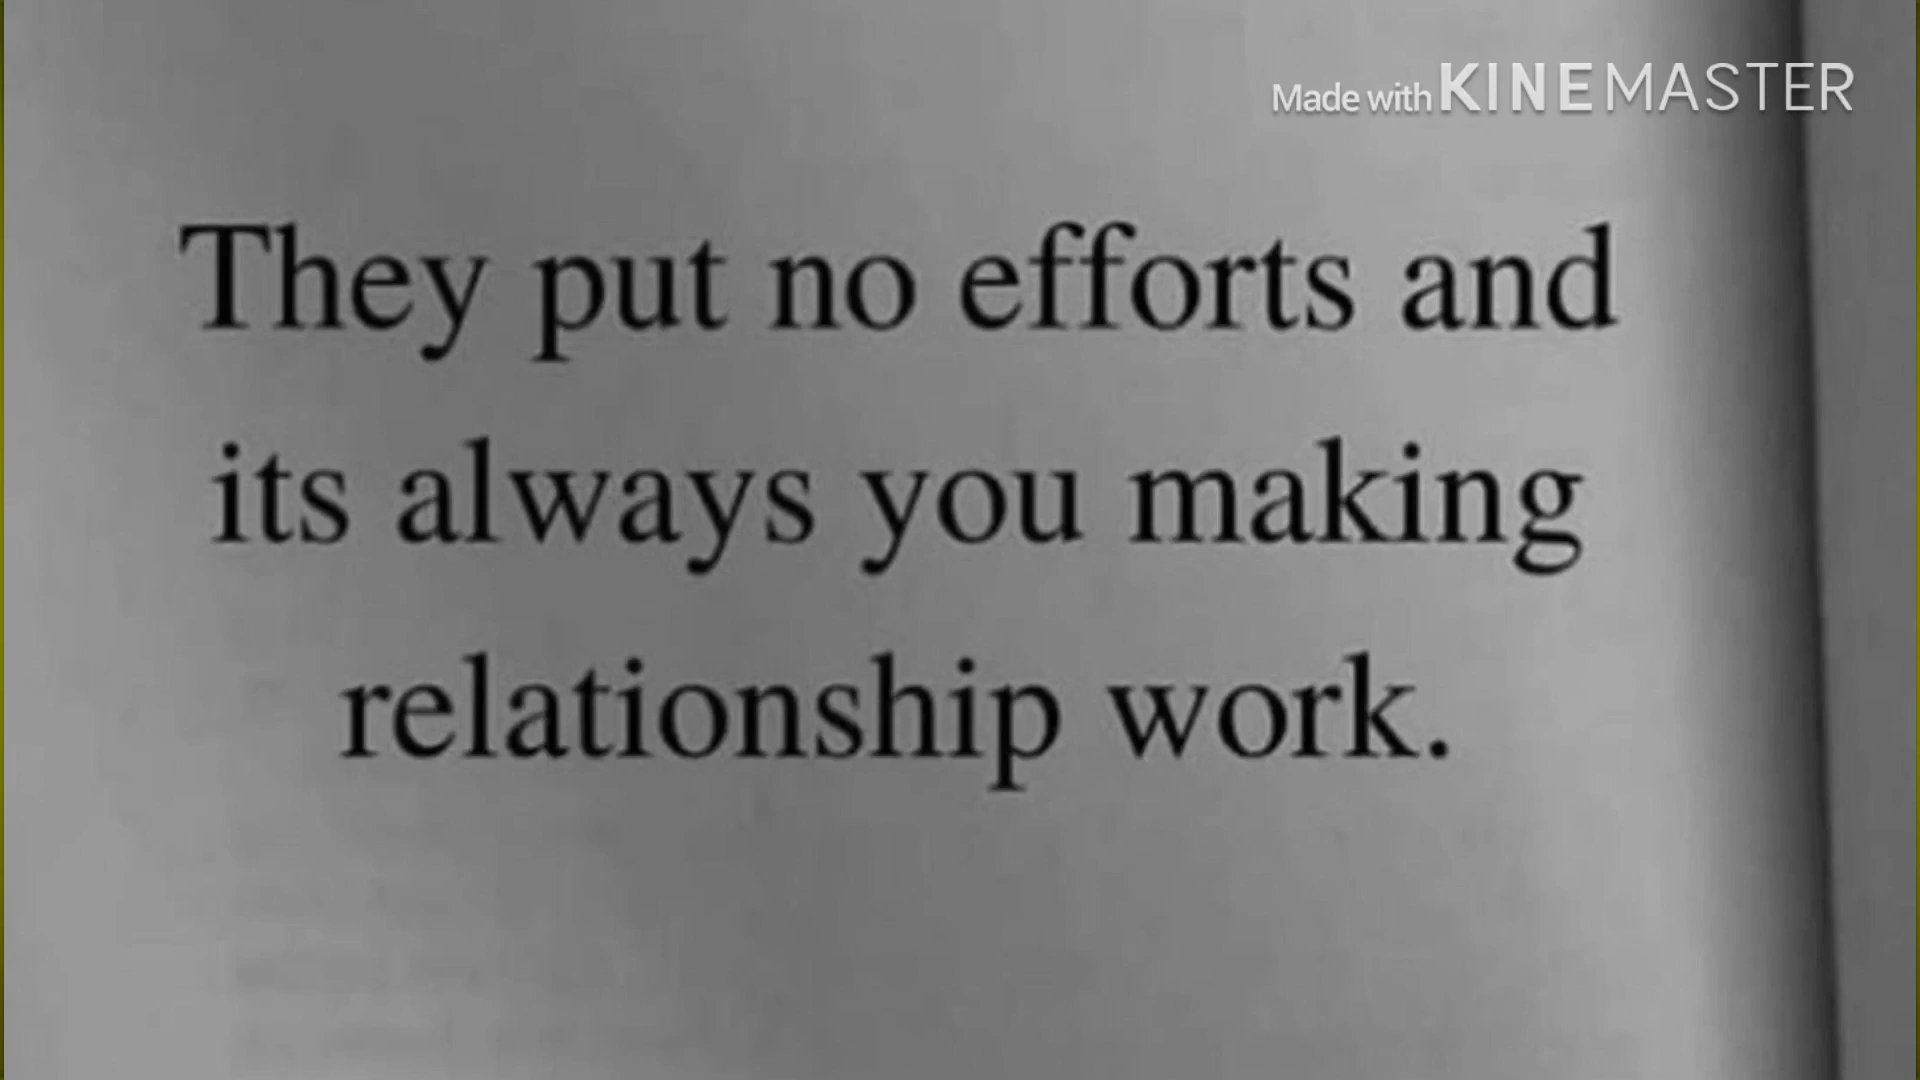 Made with KINEMASTER
They put no efforts and
its always you making
relationship work.